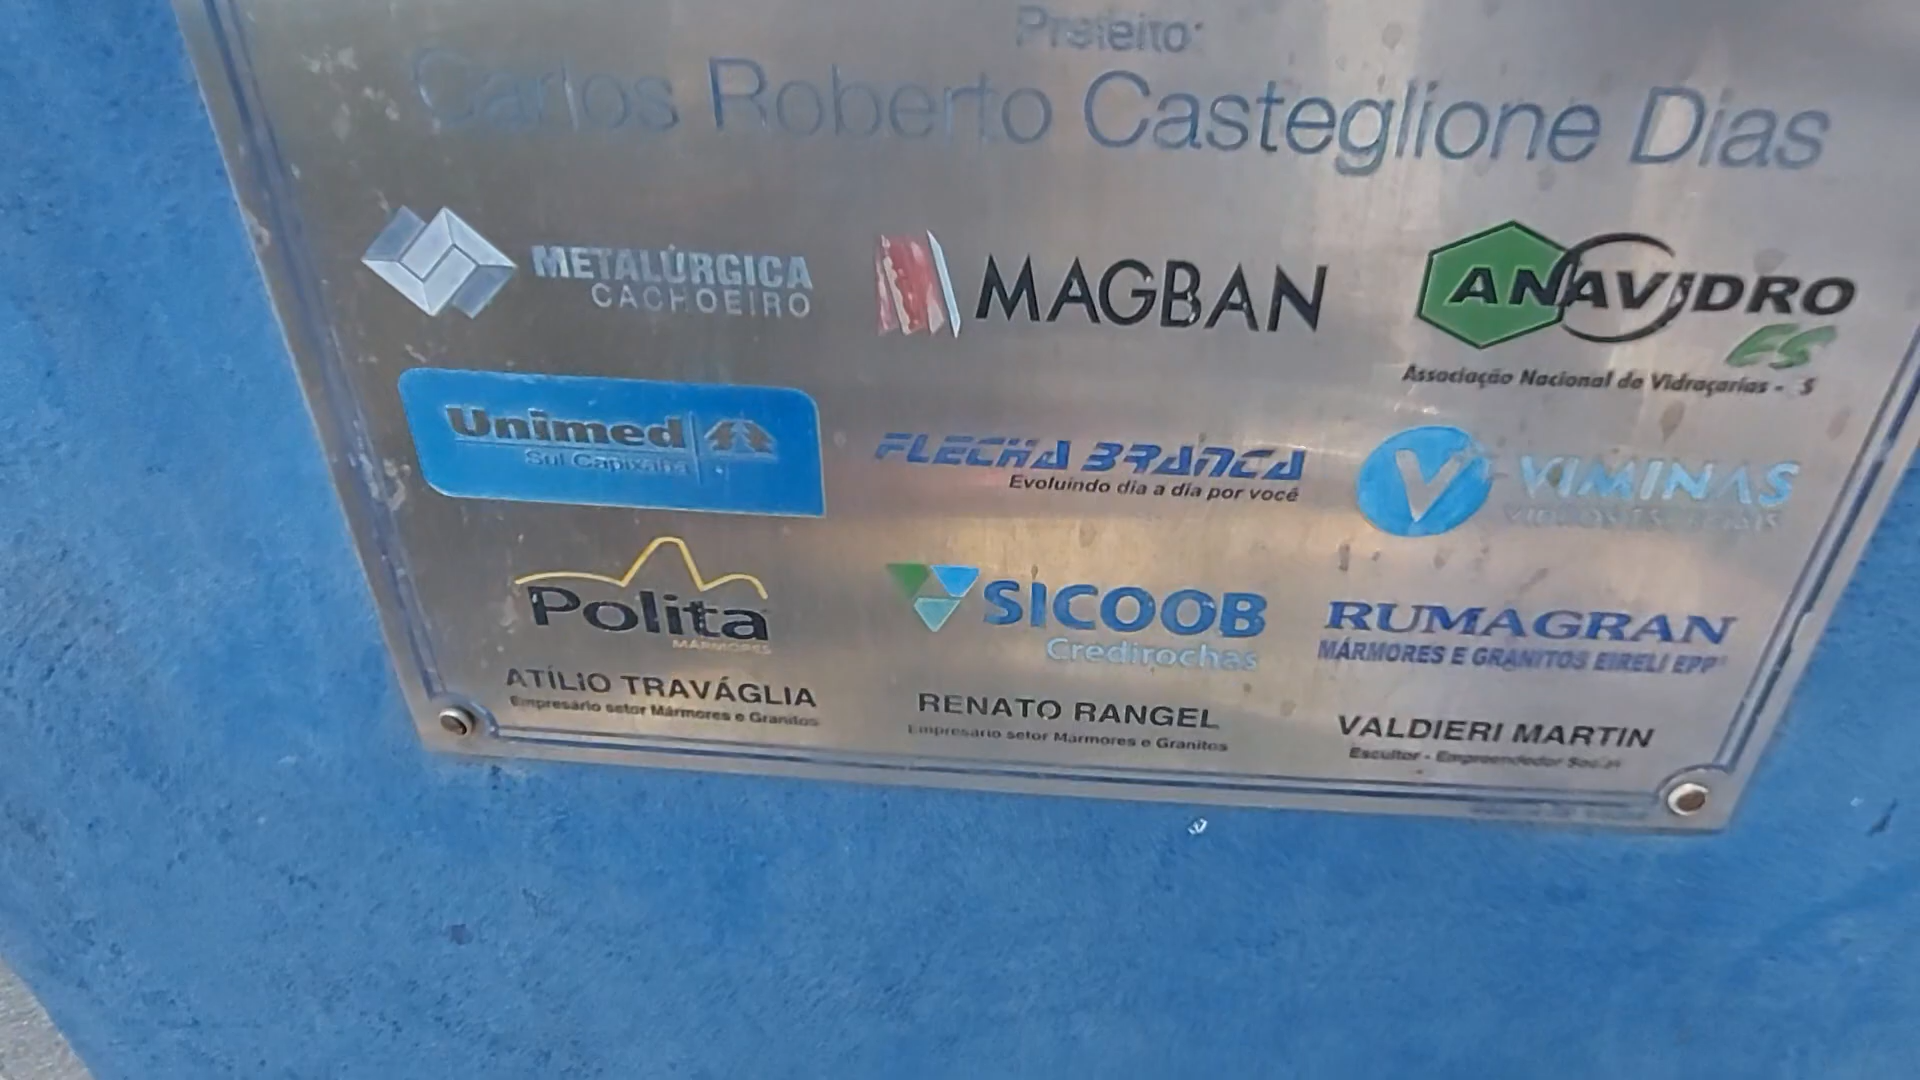 Prefeito:
Carlos Roberto Casteglione Dias
METALÚRGICA
CACHOEIRO
MAGBAN
ANAVIDRO
ES
Associação Nacional de Vidraçarias - S
Unimed
Sul Capixaba
FLECHA BRANCA
Evoluindo dia a dia por você
VIMINAS
Polita
MÁRMORES
SICOOB
Credirochas
RUMAGRAN
MÁRMORES E GRANITOS EIRELI EPP
ATÍLIO TRAVÁGLIA
Empresário setor Mármores e Granitos
RENATO RANGEL
Empresário setor Mármores e Granitos
VALDIERI MARTIN
Escultor - Empreendedor Social